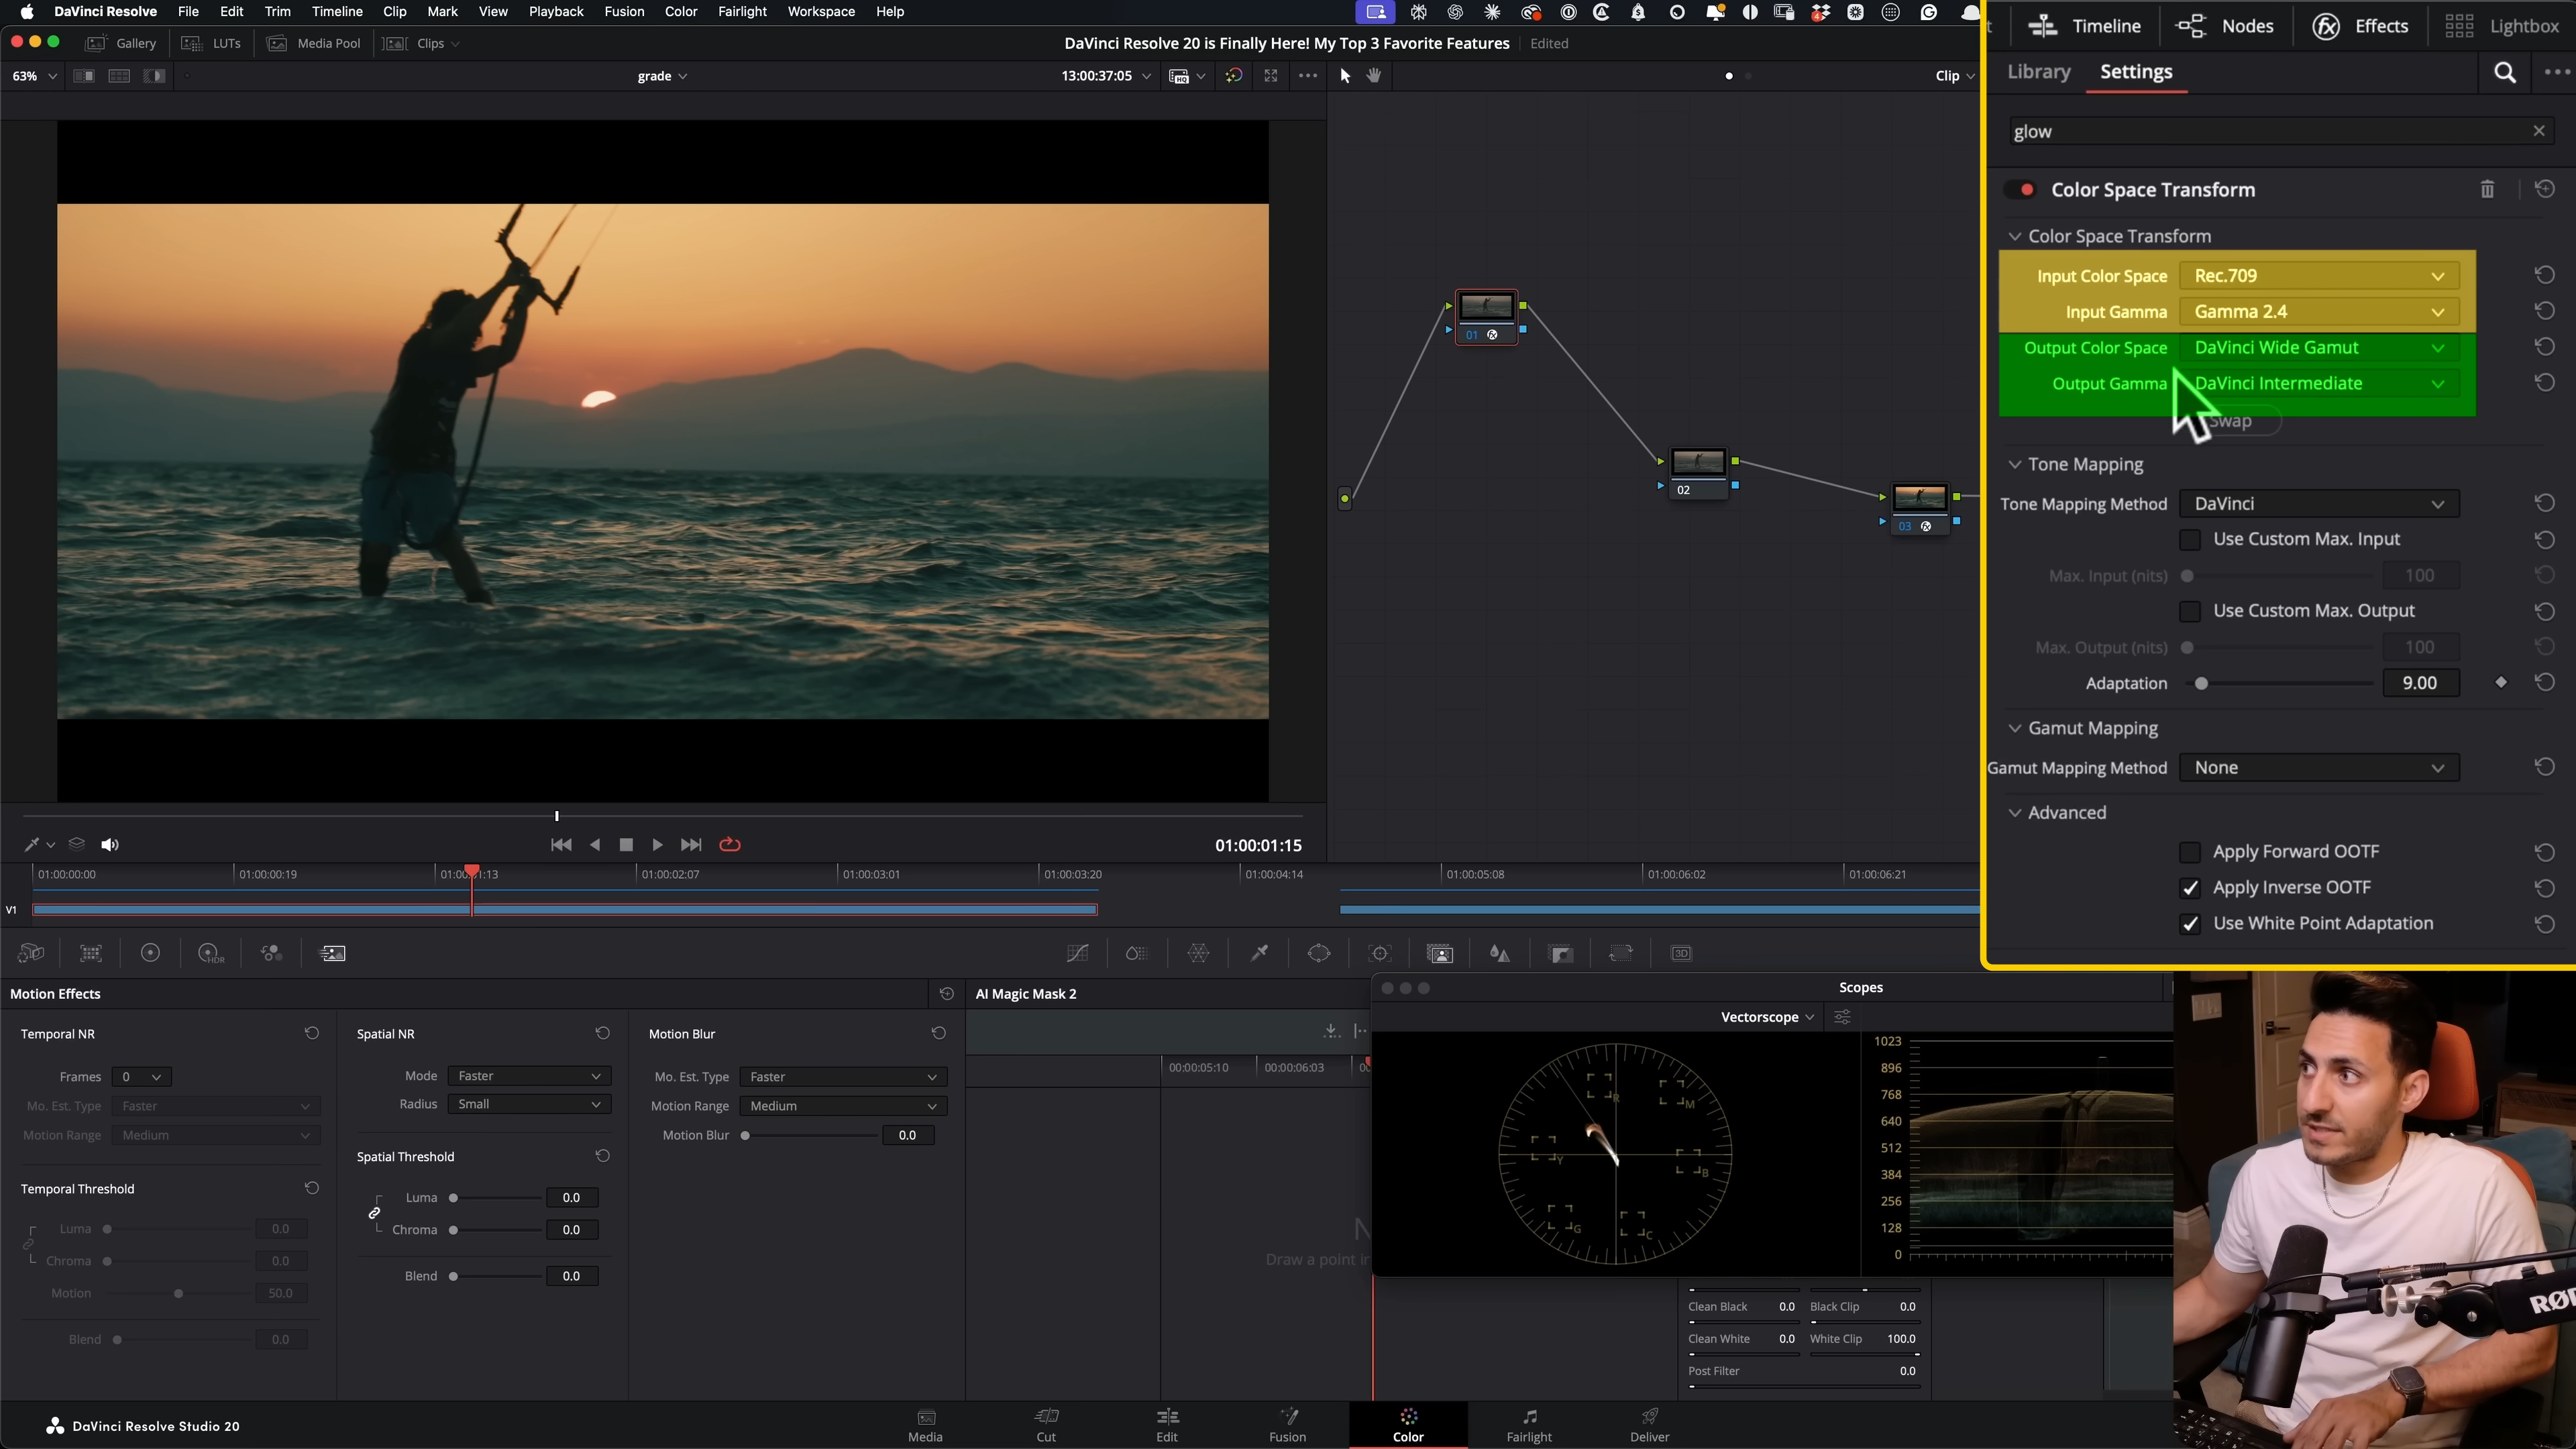 DaVinci Resolve File Edit Trim Timeline Clip Mark View Playback Fusion Color Fairlight Workspace Help
Gallery LUTs Media Pool Clips
DaVinci Resolve 20 is Finally Here! My Top 3 Favorite Features Edited
Timeline Nodes Effects Lightbox
63% grade 13:00:37:05 Clip
Library Settings
glow
Color Space Transform
Color Space Transform
Input Color Space Rec.709
Input Gamma Gamma 2.4
Output Color Space DaVinci Wide Gamut
Output Gamma DaVinci Intermediate
Swap
Tone Mapping
Tone Mapping Method DaVinci
Use Custom Max. Input
Max. Input (nits) 100
Use Custom Max. Output
Max. Output (nits) 100
Adaptation 9.00
Gamut Mapping
Gamut Mapping Method None
Advanced
Apply Forward OOTF
Apply Inverse OOTF
Use White Point Adaptation
01
02
03
01:00:01:15
01:00:00:00 01:00:00:19 01:00:02:07 01:00:03:01 01:00:03:20 01:00:04:14 01:00:05:08 01:00:06:02 01:00:06:21
V1
HDR
3D
Motion Effects
Temporal NR
Frames 0
Mo. Est. Type Faster
Motion Range Medium
Temporal Threshold
Luma 0.0
Chroma 0.0
Motion 50.0
Blend 0.0
Spatial NR
Mode Faster
Radius Small
Spatial Threshold
Luma 0.0
Chroma 0.0
Blend 0.0
Motion Blur
Mo. Est. Type Faster
Motion Range Medium
Motion Blur 0.0
AI Magic Mask 2
00:00:05:10 00:00:06:03
Draw a point
Scopes
Vectorscope
R
M
Y
B
G
C
1023
896
768
640
512
384
256
128
0
Clean Black 0.0 Black Clip 0.0
Clean White 0.0 White Clip 100.0
Post Filter 0.0
RØD
DaVinci Resolve Studio 20
Media Cut Edit Fusion Color Fairlight Deliver